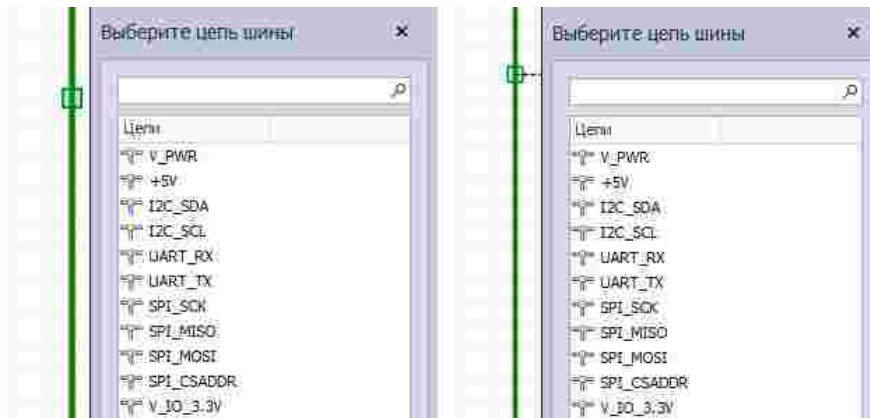 Выберите цепь шины
Цепи
V_PWR
+5V
I2C_SDA
I2C_SCL
UART_RX
UART_TX
SPI_SCK
SPI_MISO
SPI_MOSI
SPI_CSADDR
V_IO_3.3V
Выберите цепь шины
Цепи
V_PWR
+5V
I2C_SDA
I2C_SCL
UART_RX
UART_TX
SPI_SCK
SPI_MISO
SPI_MOSI
SPI_CSADDR
V_IO_3.3V